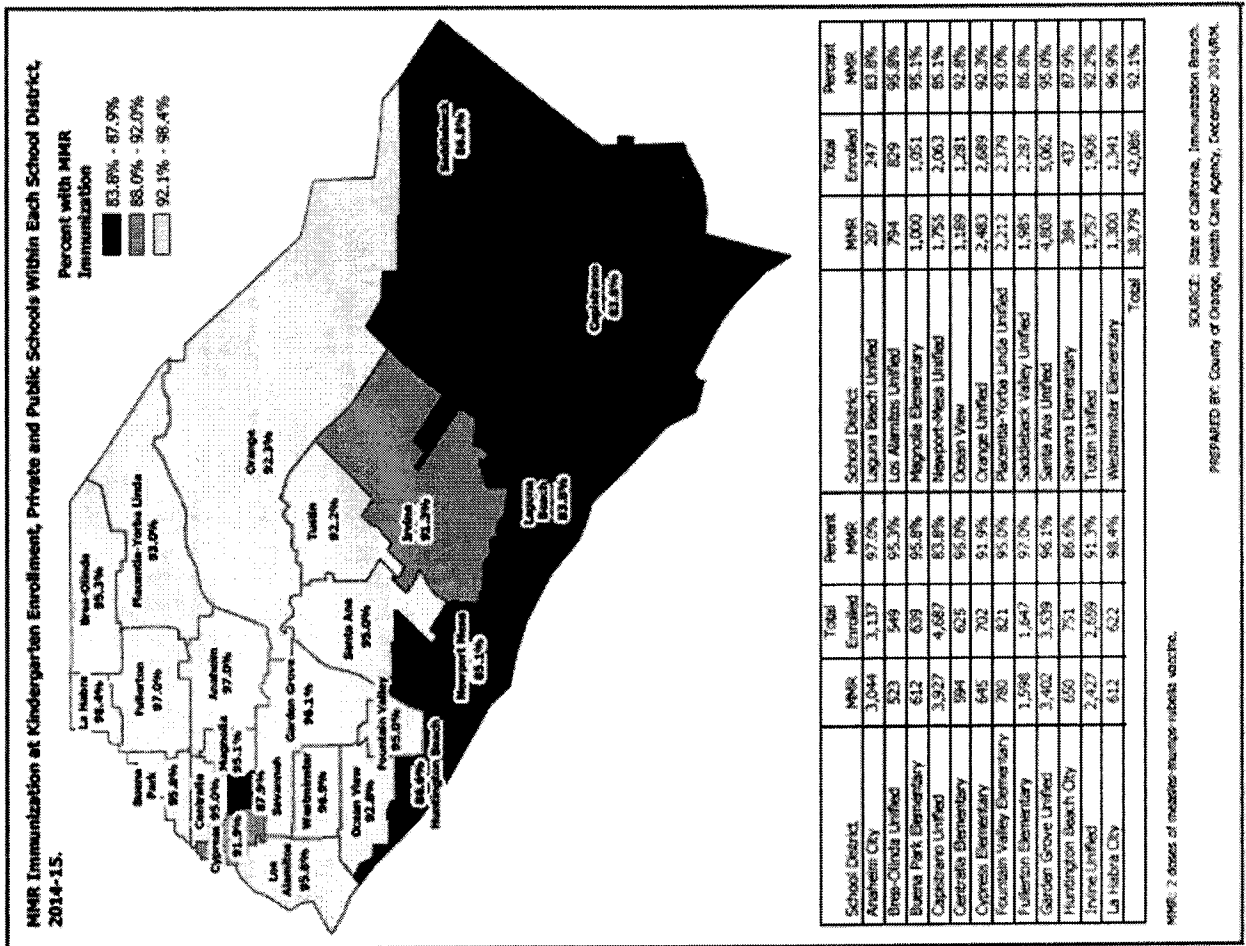 MMR Immunization at Kindergarten Enrollment, Private and Public Schools Within Each School District,
2014-15.
Percent with MMR
Immunization
83.8% - 87.9%
88.0% - 92.0%
92.1% - 98.4%
La Habra
98.4%
Brea-Olinda
95.3%
Placentia-Yorba Linda
93.0%
Fullerton
97.0%
Buena
Park
95.8%
Anaheim
97.0%
Magnolia
95.1%
Centralia
95.0%
Cypress
91.9%
87.9%
Savannah
Orange
92.3%
Los
Alamitos
95.8%
Garden Grove
96.1%
Westminster
96.9%
Santa Ana
95.0%
Tustin
92.2%
Ocean View
92.8%
Fountain Valley
95.0%
Irvine
91.3%
86.6%
Huntington Beach
Newport Mesa
85.1%
Laguna
Beach
83.8%
Saddleback
86.8%
Capistrano
83.8%
School District MMR Total Enrolled Percent MMR School District MMR Total Enrolled Percent MMR
Anaheim City 3,044 3,137 97.0% Laguna Beach Unified 207 247 83.8%
Brea-Olinda Unified 523 549 95.3% Los Alamitos Unified 794 829 95.8%
Buena Park Elementary 612 639 95.8% Magnolia Elementary 1,000 1,051 95.1%
Capistrano Unified 3,927 4,687 83.8% Newport-Mesa Unified 1,755 2,063 85.1%
Centralia Elementary 594 625 95.0% Ocean View 1,189 1,281 92.8%
Cypress Elementary 645 702 91.9% Orange Unified 2,483 2,689 92.3%
Fountain Valley Elementary 780 821 95.0% Placentia-Yorba Linda Unified 2,212 2,379 93.0%
Fullerton Elementary 1,598 1,647 97.0% Saddleback Valley Unified 1,985 2,287 86.8%
Garden Grove Unified 3,402 3,539 96.1% Santa Ana Unified 4,808 5,062 95.0%
Huntington Beach City 650 751 86.6% Savanna Elementary 384 437 87.9%
Irvine Unified 2,427 2,659 91.3% Tustin Unified 1,757 1,906 92.2%
La Habra City 612 622 98.4% Westminster Elementary 1,300 1,341 96.9%
Total 38,779 42,086 92.1%
MMR: 2 doses of measles-mumps-rubella vaccine.
SOURCE: State of California, Immunization Branch.
PREPARED BY: County of Orange, Health Care Agency, December 2014/RM.